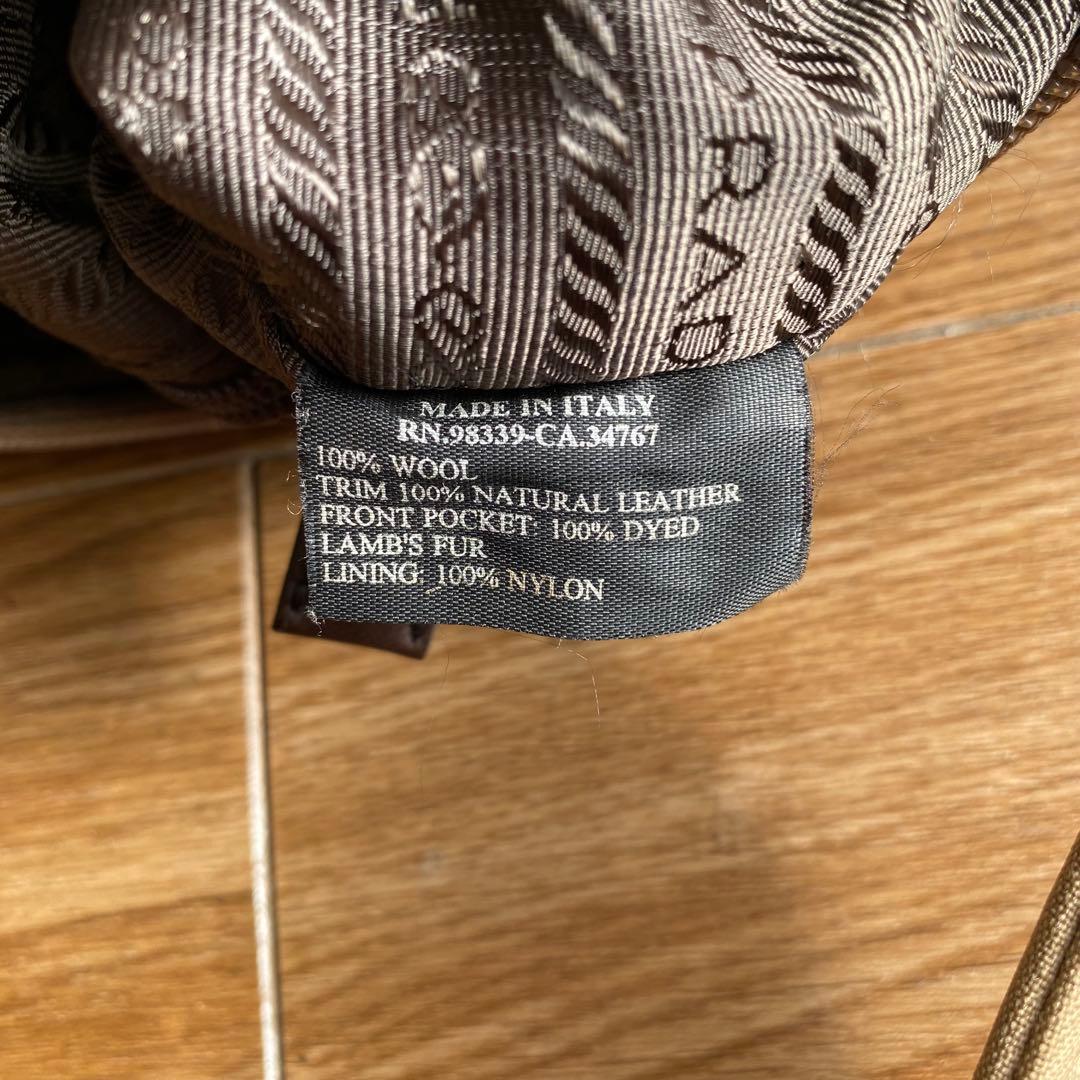 PRAD
MADE IN ITALY
RN.98339-CA.34767
100% WOOL
TRIM 100% NATURAL LEATHER
FRONT POCKET: 100% DYED
LAMB'S FUR
LINING: 100% NYLON